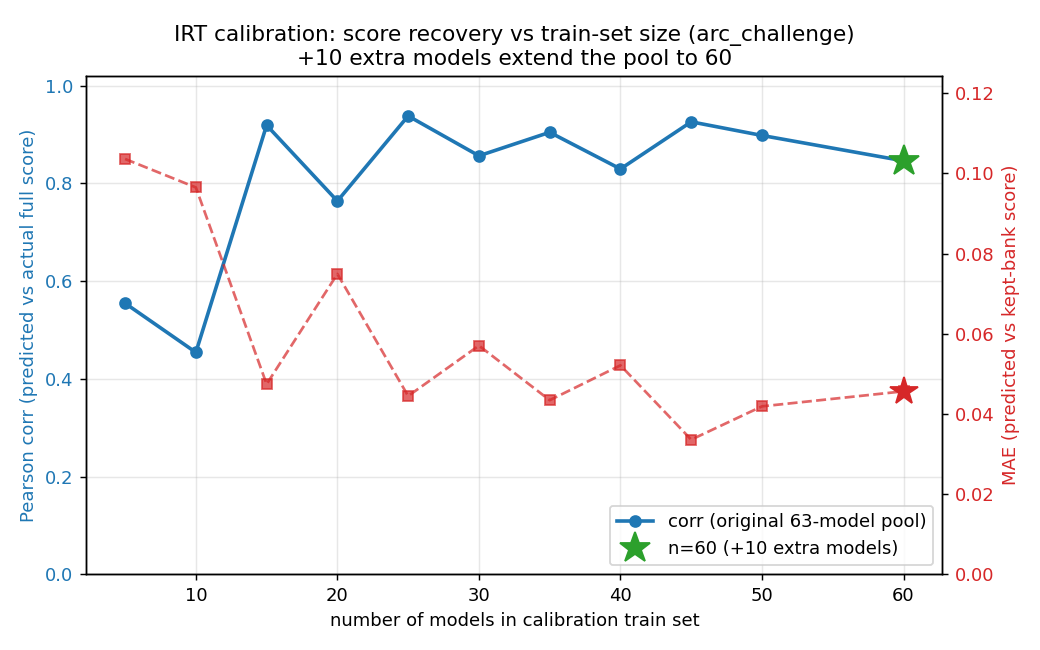 IRT calibration: score recovery vs train-set size (arc_challenge)
+10 extra models extend the pool to 60
Pearson corr (predicted vs actual full score)
1.0
0.8
0.6
0.4
0.2
0.0
0.12
0.10
0.08
0.06
0.04
0.02
0.00
MAE (predicted vs kept-bank score)
corr (original 63-model pool)
n=60 (+10 extra models)
10 20 30 40 50 60
number of models in calibration train set